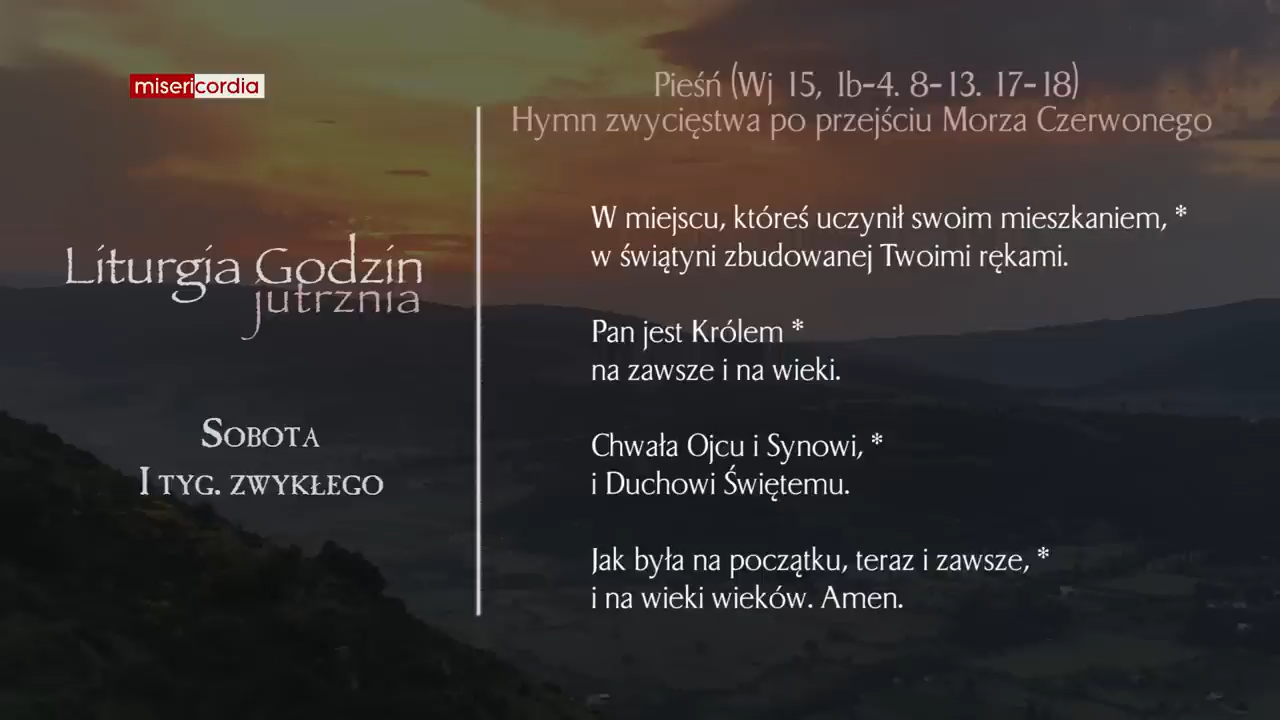 misericordia
Liturgia Godzin
jutrznia
Sobota
I tyg. zwykłego
Pieśń (Wj 15, 1b-4. 8-13. 17-18)
Hymn zwycięstwa po przejściu Morza Czerwonego
W miejscu, któreś uczynił swoim mieszkaniem, *
w świątyni zbudowanej Twoimi rękami.
Pan jest Królem *
na zawsze i na wieki.
Chwała Ojcu i Synowi, *
i Duchowi Świętemu.
Jak była na początku, teraz i zawsze, *
i na wieki wieków. Amen.